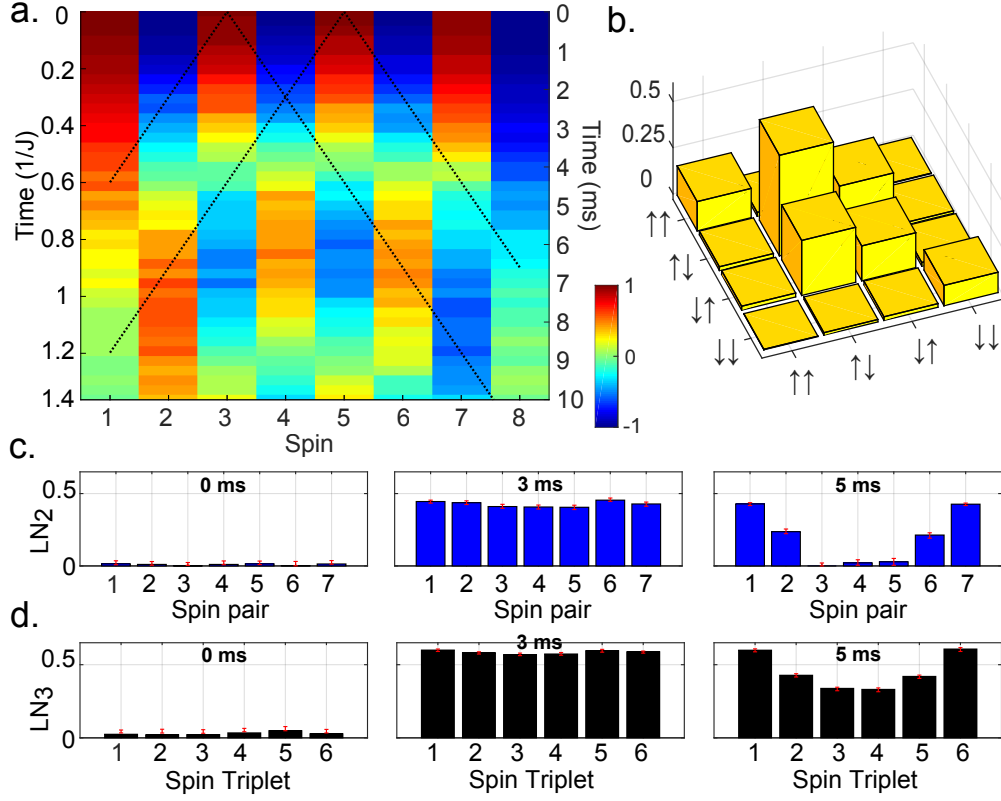 a.
0
0.2
0.4
0.6
0.8
1
1.2
1.4
Time (1/J)
1 2 3 4 5 6 7 8
Spin
0
1
2
3
4
5
6
7
8
9
10
Time (ms)
1
0
-1
b.
0.5
0.25
0
↑↑
↑↓
↓↑
↓↓
↑↑
↑↓
↓↑
↓↓
c.
LN2
0.5
0
0 ms
1 2 3 4 5 6 7
Spin pair
3 ms
1 2 3 4 5 6 7
Spin pair
5 ms
1 2 3 4 5 6 7
Spin pair
d.
LN3
0.5
0
0 ms
1 2 3 4 5 6
Spin Triplet
3 ms
1 2 3 4 5 6
Spin Triplet
5 ms
1 2 3 4 5 6
Spin Triplet